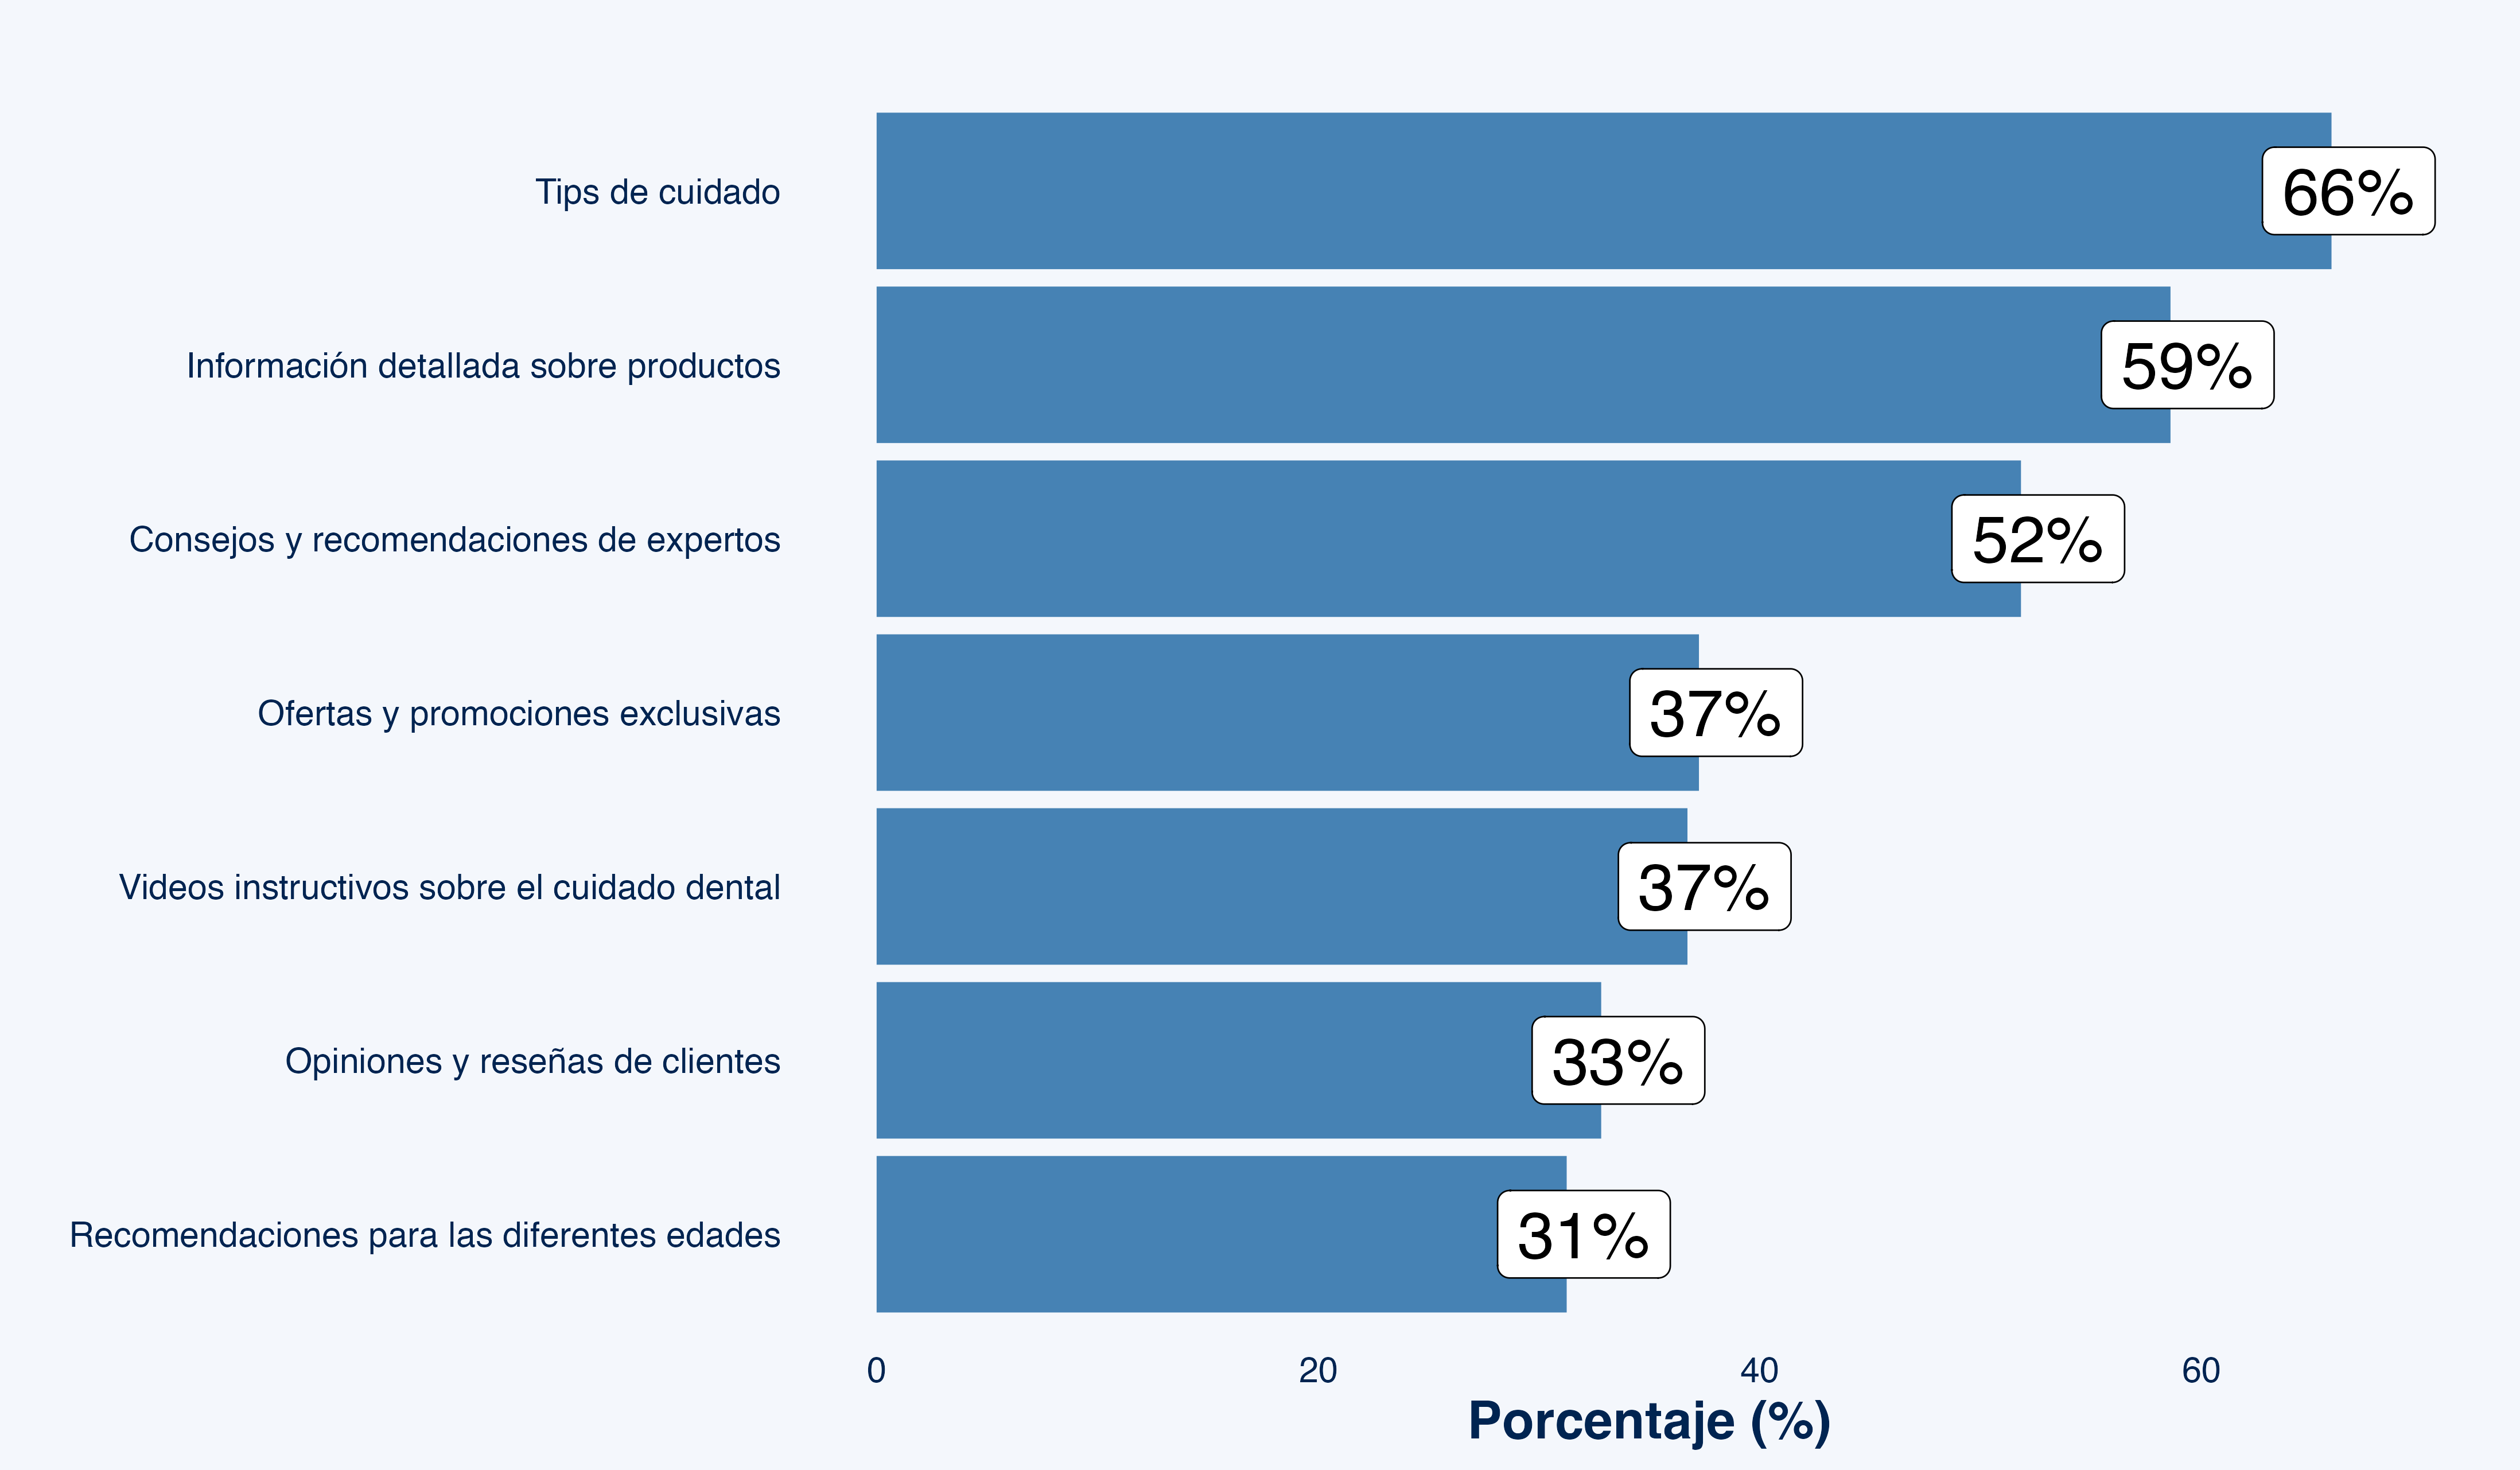 Tips de cuidado
66%
Información detallada sobre productos
59%
Consejos y recomendaciones de expertos
52%
Ofertas y promociones exclusivas
37%
Videos instructivos sobre el cuidado dental
37%
Opiniones y reseñas de clientes
33%
Recomendaciones para las diferentes edades
31%
0 20 40 60
Porcentaje (%)